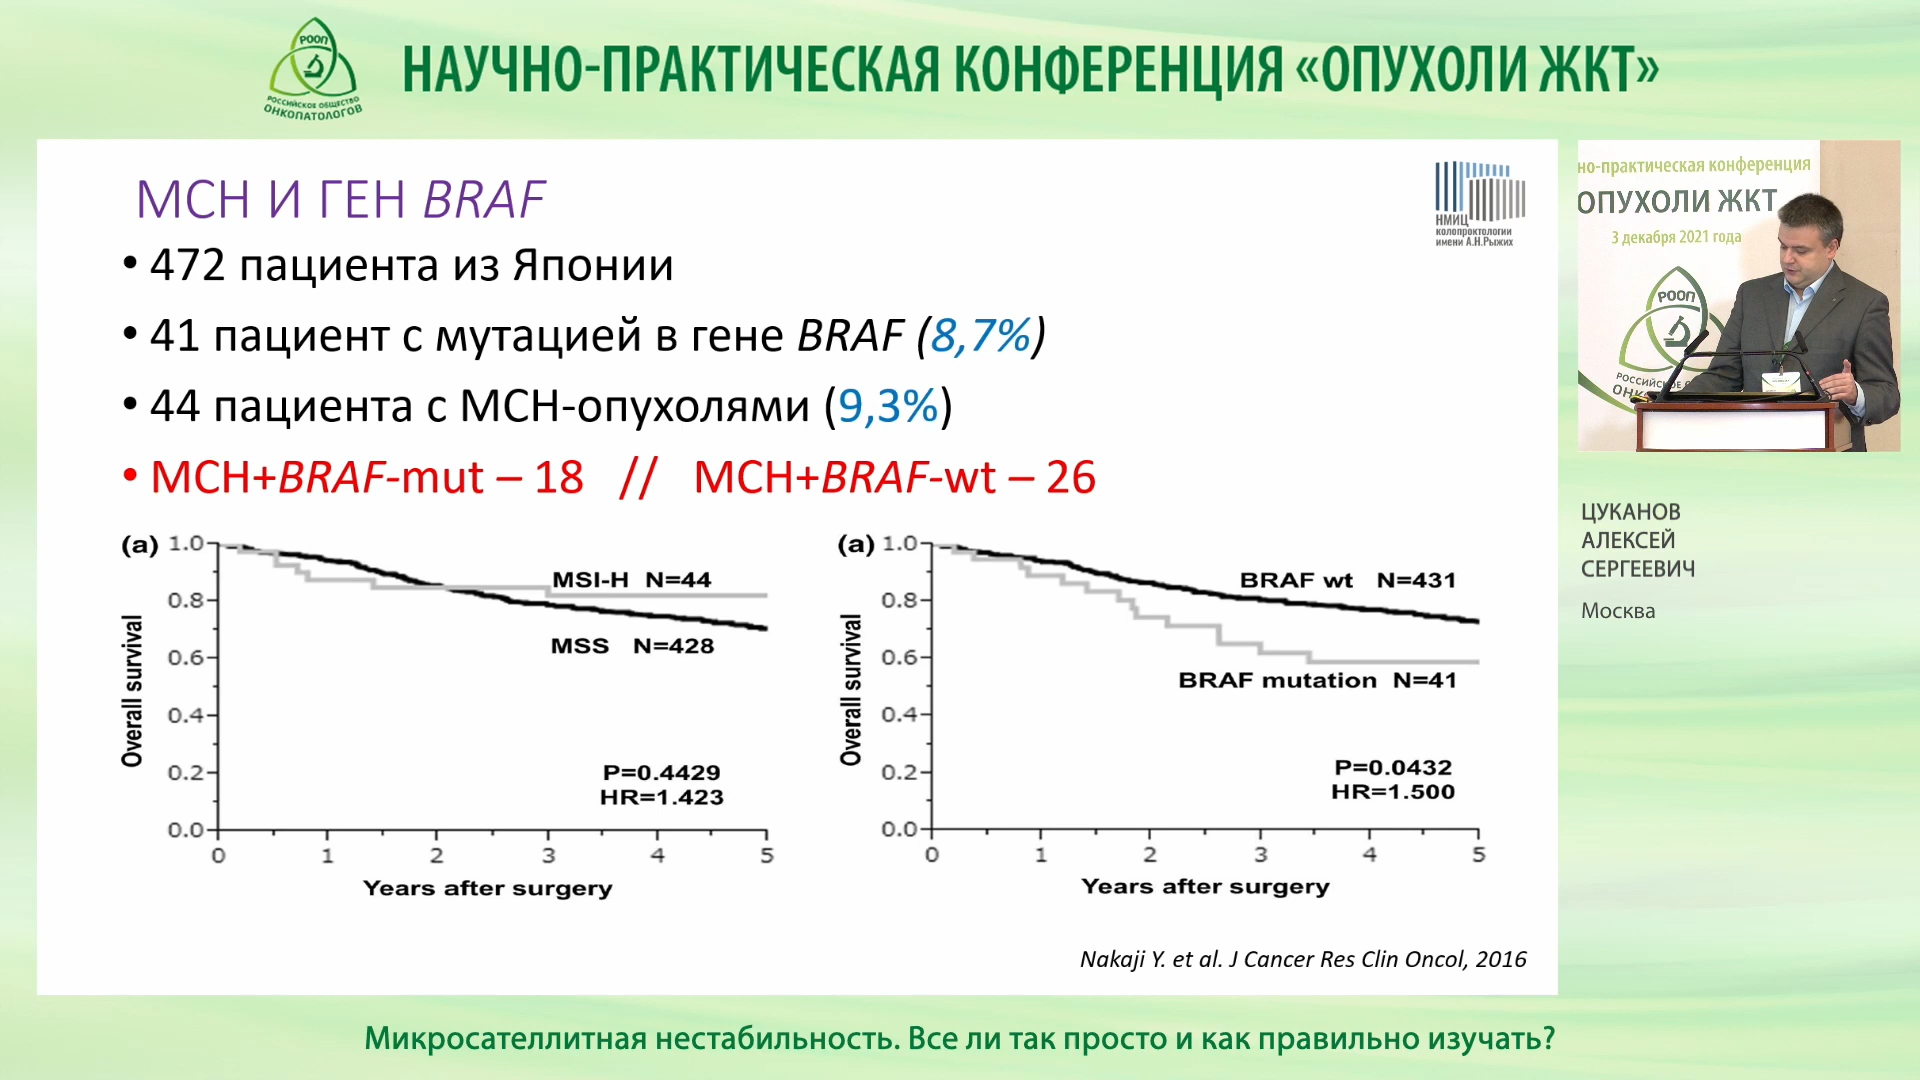 РООП
РОССИЙСКОЕ ОБЩЕСТВО
ОНКОПАТОЛОГОВ
НАУЧНО-ПРАКТИЧЕСКАЯ КОНФЕРЕНЦИЯ «ОПУХОЛИ ЖКТ»
МСН И ГЕН BRAF
НМИЦ
колопроктологии
имени А.Н.Рыжих
• 472 пациента из Японии
• 41 пациент с мутацией в гене BRAF (8,7%)
• 44 пациента с МСН-опухолями (9,3%)
• МСН+BRAF-mut – 18 // МСН+BRAF-wt – 26
(a)
Overall survival
1.0
0.8
0.6
0.4
0.2
0.0
MSI-H N=44
MSS N=428
P=0.4429
HR=1.423
0 1 2 3 4 5
Years after surgery
(a)
Overall survival
1.0
0.8
0.6
0.4
0.2
0.0
BRAF wt N=431
BRAF mutation N=41
P=0.0432
HR=1.500
0 1 2 3 4 5
Years after surgery
Nakaji Y. et al. J Cancer Res Clin Oncol, 2016
но-практическая конференция
ОПУХОЛИ ЖКТ
3 декабря 2021 года
РООП
ЦУКАНОВ
АЛЕКСЕЙ
СЕРГЕЕВИЧ
Москва
Микросателлитная нестабильность. Все ли так просто и как правильно изучать?